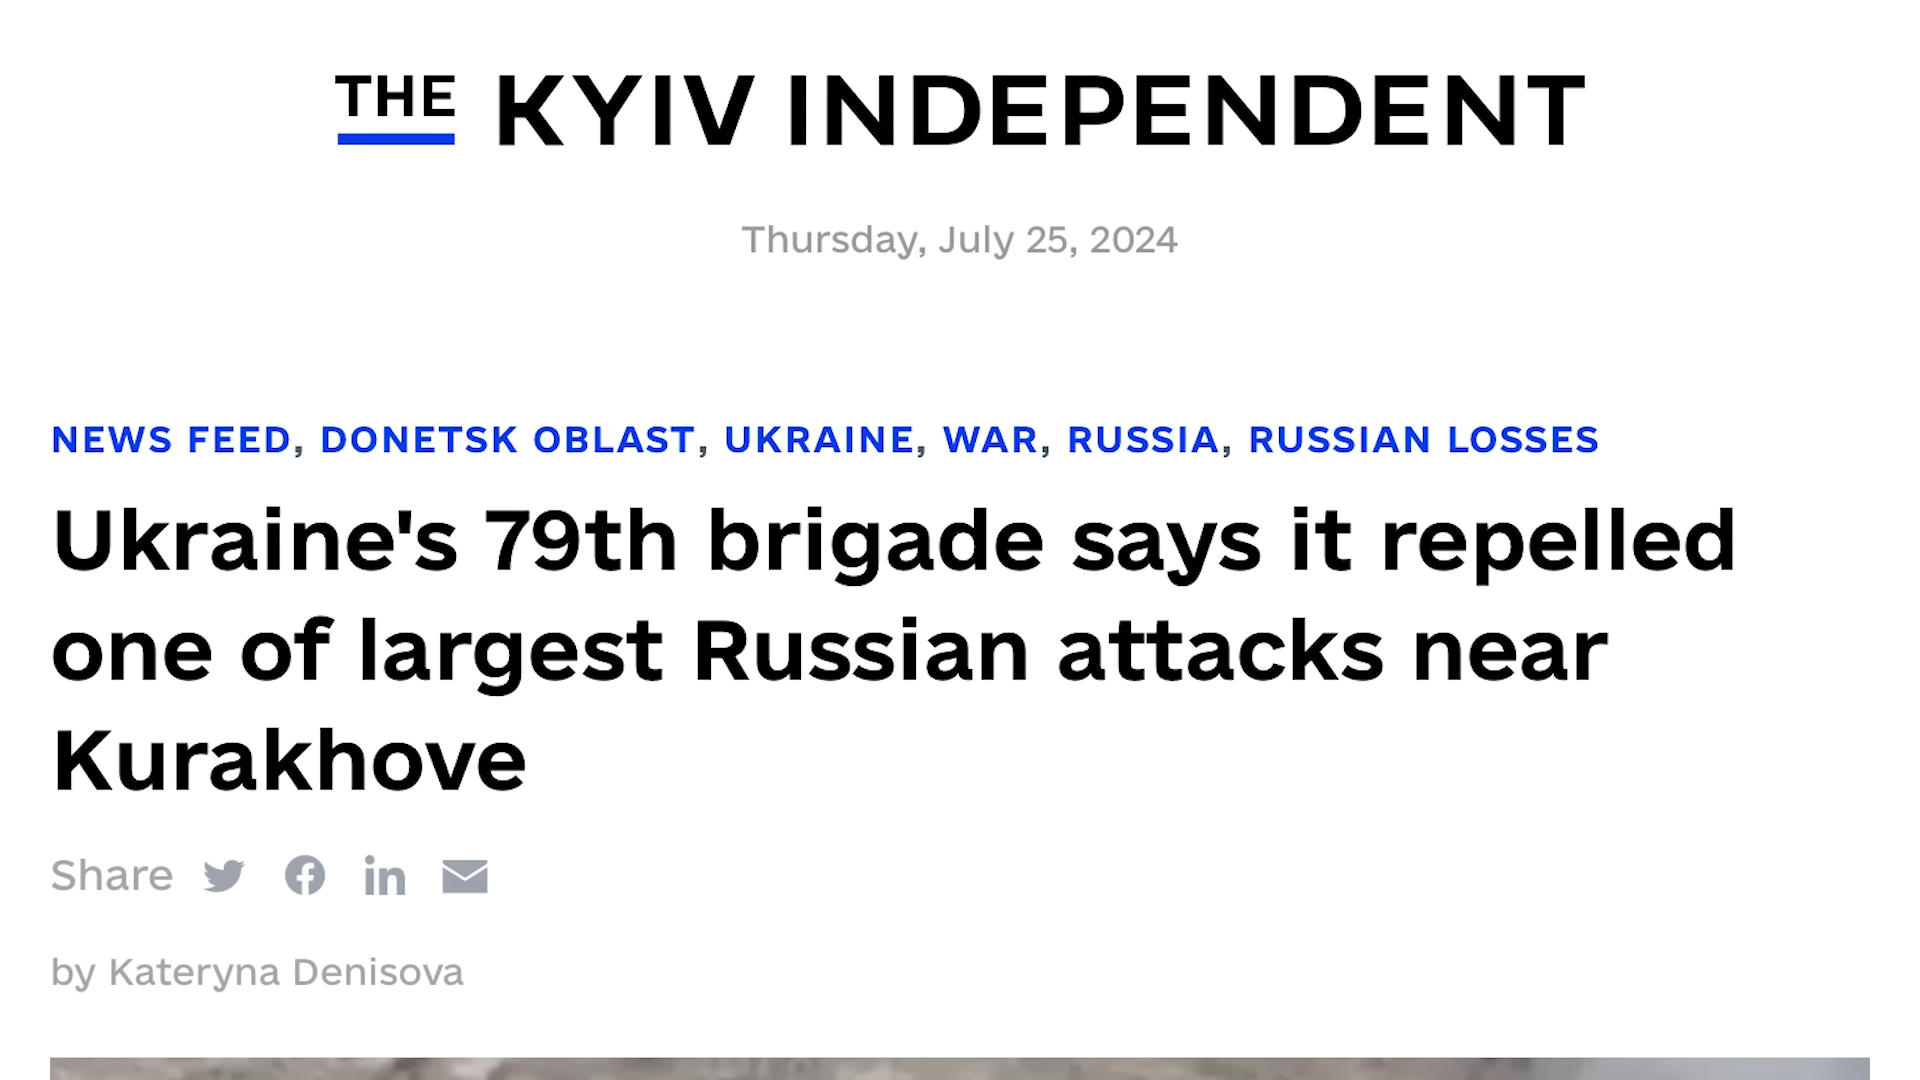 THE KYIV INDEPENDENT
Thursday, July 25, 2024
NEWS FEED, DONETSK OBLAST, UKRAINE, WAR, RUSSIA, RUSSIAN LOSSES
Ukraine's 79th brigade says it repelled
one of largest Russian attacks near
Kurakhove
Share
by Kateryna Denisova